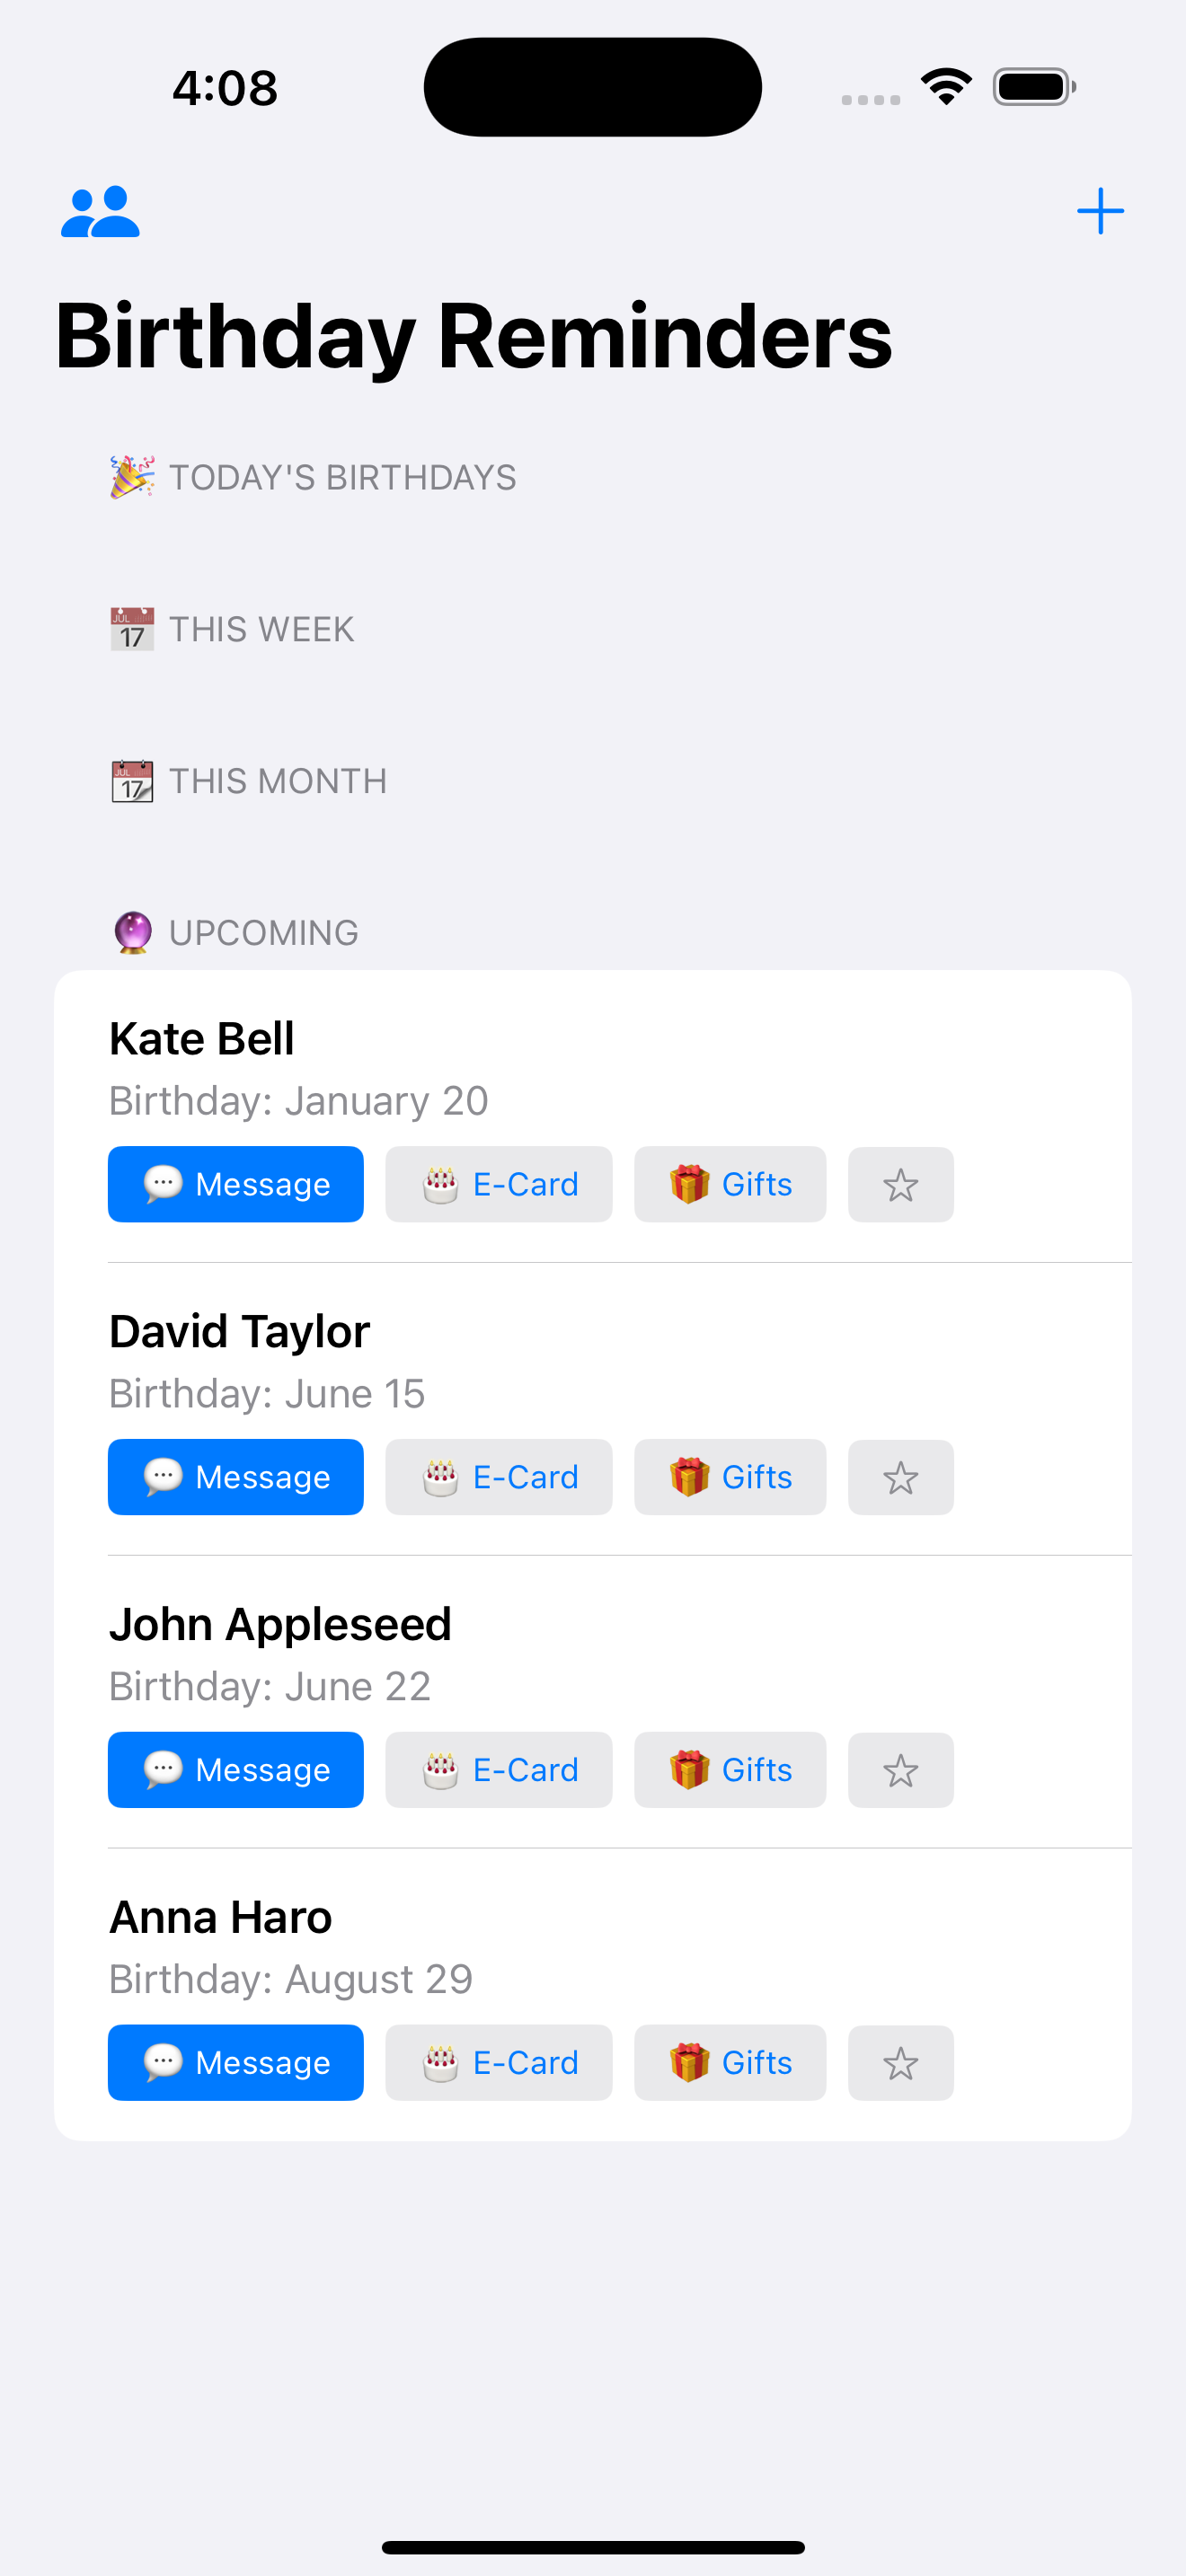 4:08
Birthday Reminders
🎉 TODAY'S BIRTHDAYS
📅 THIS WEEK
📆 THIS MONTH
🔮 UPCOMING
Kate Bell
Birthday: January 20
💬 Message 🎂 E-Card 🎁 Gifts ☆
David Taylor
Birthday: June 15
💬 Message 🎂 E-Card 🎁 Gifts ☆
John Appleseed
Birthday: June 22
💬 Message 🎂 E-Card 🎁 Gifts ☆
Anna Haro
Birthday: August 29
💬 Message 🎂 E-Card 🎁 Gifts ☆